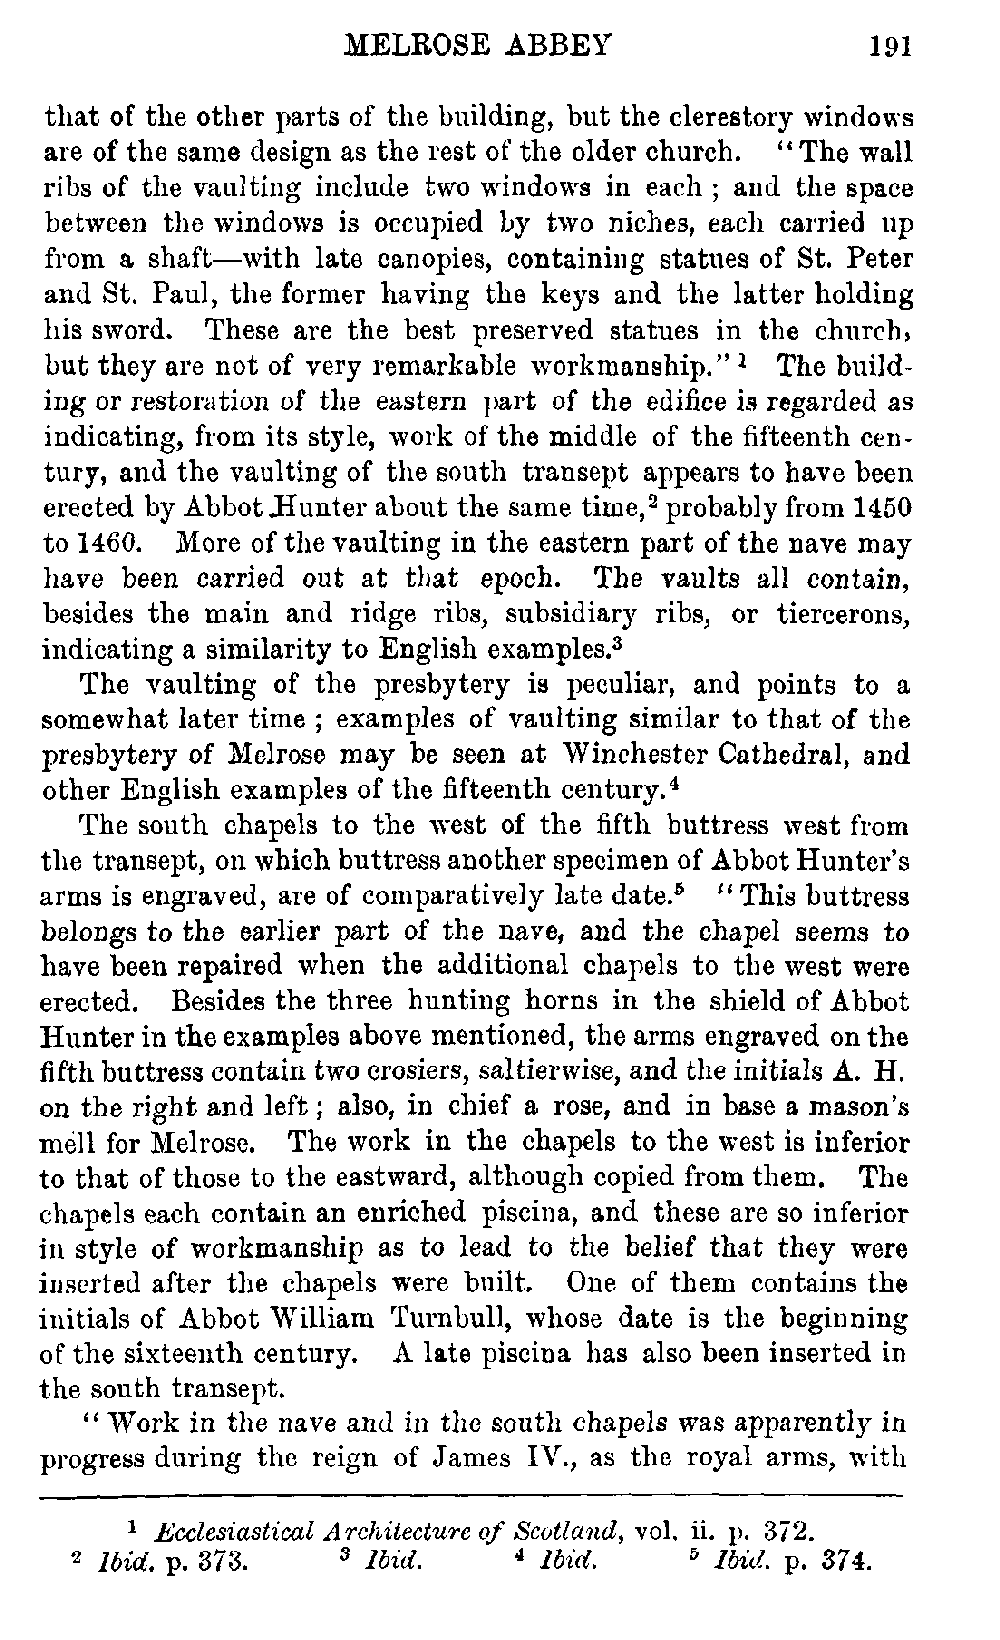 MELROSE ABBEY 191
that of the other parts of the building, but the clerestory windows
are of the same design as the rest of the older church. “The wall
ribs of the vaulting include two windows in each ; and the space
between the windows is occupied by two niches, each carried up
from a shaft—with late canopies, containing statues of St. Peter
and St. Paul, the former having the keys and the latter holding
his sword. These are the best preserved statues in the church,
but they are not of very remarkable workmanship.” ¹ The build-
ing or restoration of the eastern part of the edifice is regarded as
indicating, from its style, work of the middle of the fifteenth cen-
tury, and the vaulting of the south transept appears to have been
erected by Abbot Hunter about the same time,² probably from 1450
to 1460. More of the vaulting in the eastern part of the nave may
have been carried out at that epoch. The vaults all contain,
besides the main and ridge ribs, subsidiary ribs, or tiercerons,
indicating a similarity to English examples.³
The vaulting of the presbytery is peculiar, and points to a
somewhat later time ; examples of vaulting similar to that of the
presbytery of Melrose may be seen at Winchester Cathedral, and
other English examples of the fifteenth century.⁴
The south chapels to the west of the fifth buttress west from
the transept, on which buttress another specimen of Abbot Hunter’s
arms is engraved, are of comparatively late date.⁵ “This buttress
belongs to the earlier part of the nave, and the chapel seems to
have been repaired when the additional chapels to the west were
erected. Besides the three hunting horns in the shield of Abbot
Hunter in the examples above mentioned, the arms engraved on the
fifth buttress contain two crosiers, saltierwise, and the initials A. H.
on the right and left ; also, in chief a rose, and in base a mason’s
mell for Melrose. The work in the chapels to the west is inferior
to that of those to the eastward, although copied from them. The
chapels each contain an enriched piscina, and these are so inferior
in style of workmanship as to lead to the belief that they were
inserted after the chapels were built. One of them contains the
initials of Abbot William Turnbull, whose date is the beginning
of the sixteenth century. A late piscina has also been inserted in
the south transept.
“Work in the nave and in the south chapels was apparently in
progress during the reign of James IV., as the royal arms, with
¹ Ecclesiastical Architecture of Scotland, vol. ii. p. 372.
² Ibid. p. 373. ³ Ibid. ⁴ Ibid. ⁵ Ibid. p. 374.